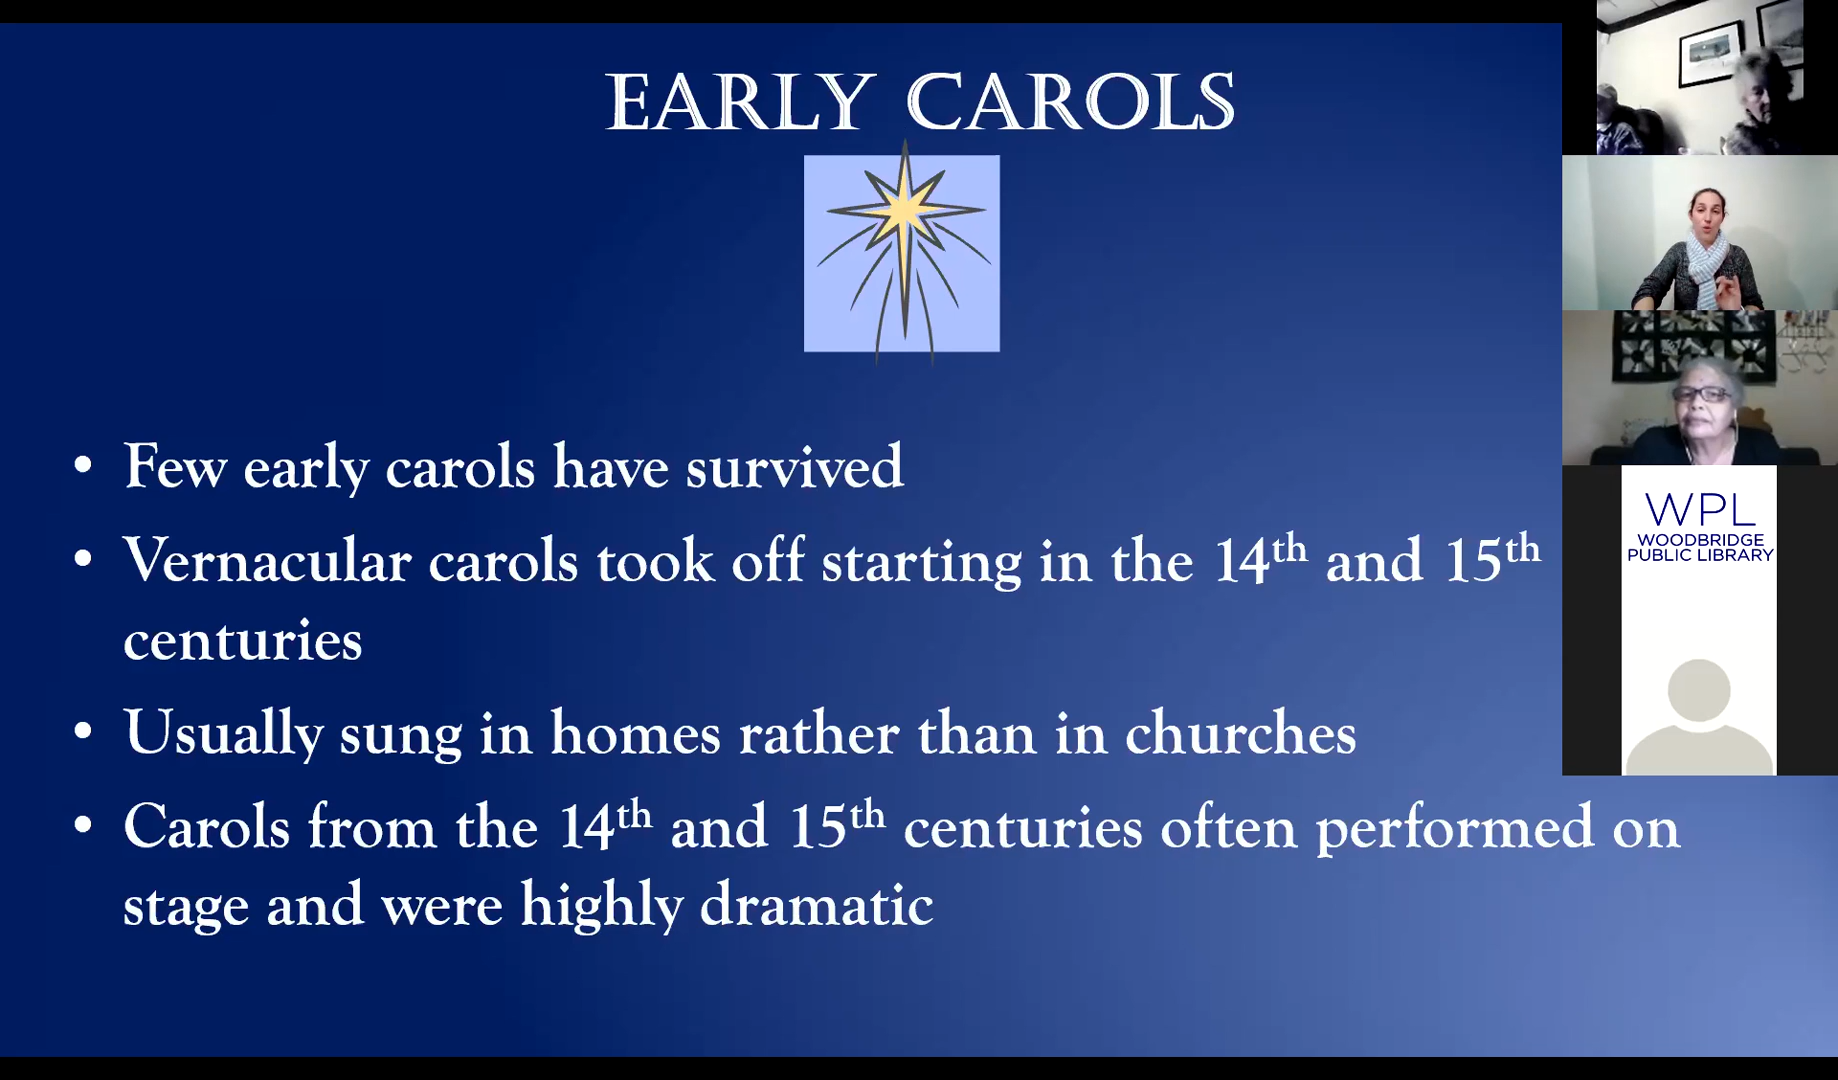 EARLY CAROLS
• Few early carols have survived
• Vernacular carols took off starting in the 14th and 15th
centuries
• Usually sung in homes rather than in churches
• Carols from the 14th and 15th centuries often performed on
stage and were highly dramatic
WPL
WOODBRIDGE
PUBLIC LIBRARY